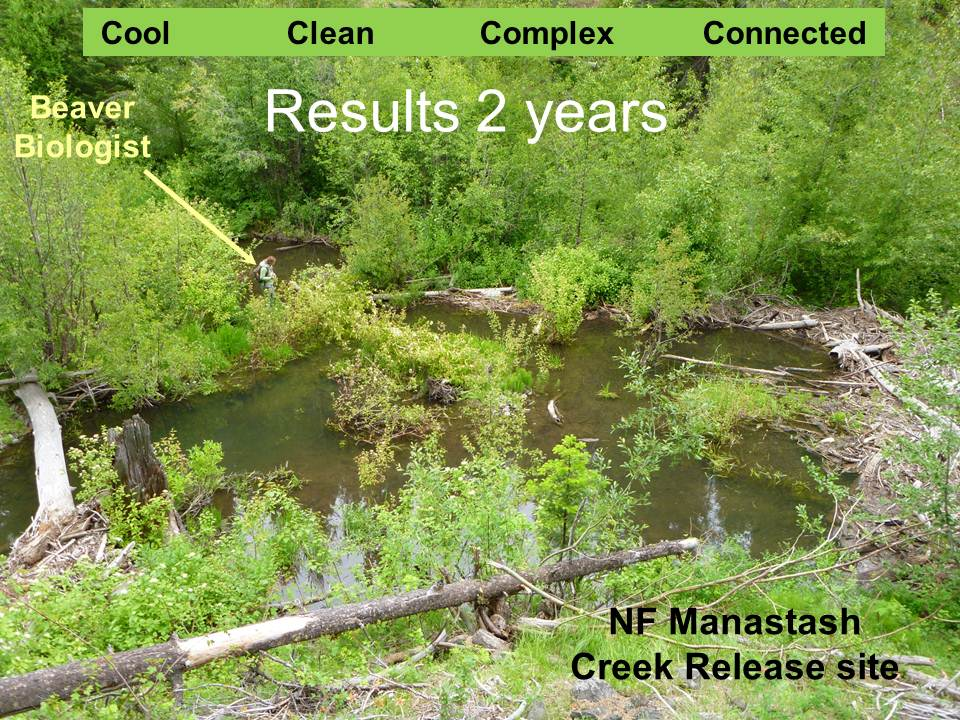 Cool Clean Complex Connected
Results 2 years
Beaver
Biologist
NF Manastash
Creek Release site